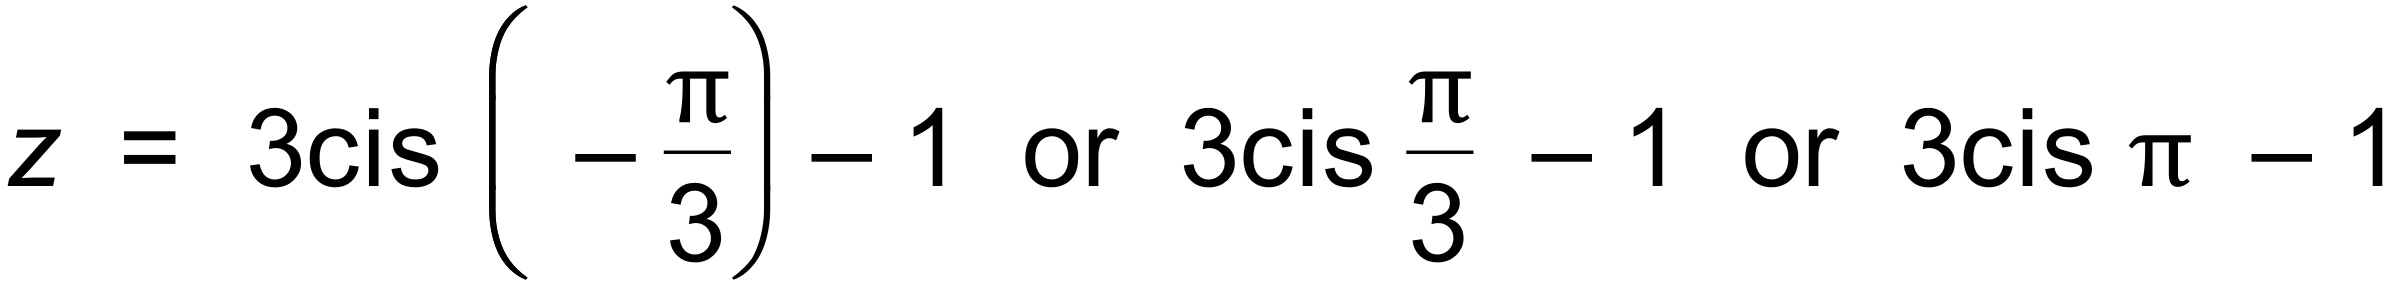 z = 3cis (−π/3) − 1 or 3cis π/3 − 1 or 3cis π − 1